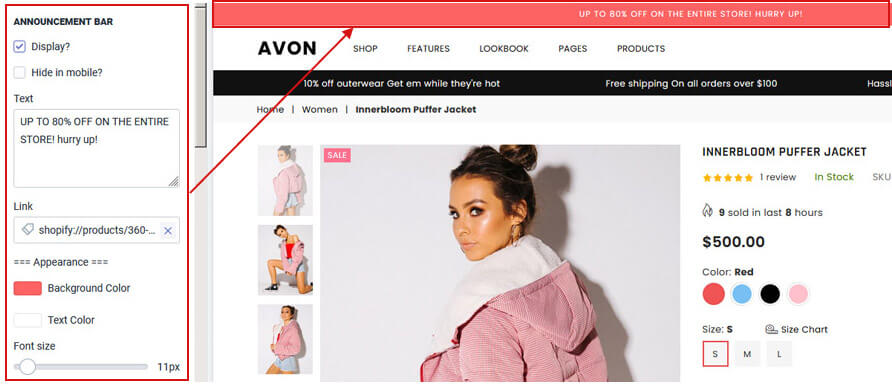 ANNOUNCEMENT BAR
Display?
Hide in mobile?
Text
UP TO 80% OFF ON THE ENTIRE
STORE! hurry up!
Link
shopify://products/360-...
=== Appearance ===
Background Color
Text Color
Font size
11px
UP TO 80% OFF ON THE ENTIRE STORE! HURRY UP!
AVON SHOP FEATURES LOOKBOOK PAGES PRODUCTS
10% off outerwear Get em while they're hot Free shipping On all orders over $100 Hassl
Home | Women | Innerbloom Puffer Jacket
SALE
INNERBLOOM PUFFER JACKET
1 review In Stock SKU
9 sold in last 8 hours
$500.00
Color: Red
Size: S Size Chart
S M L